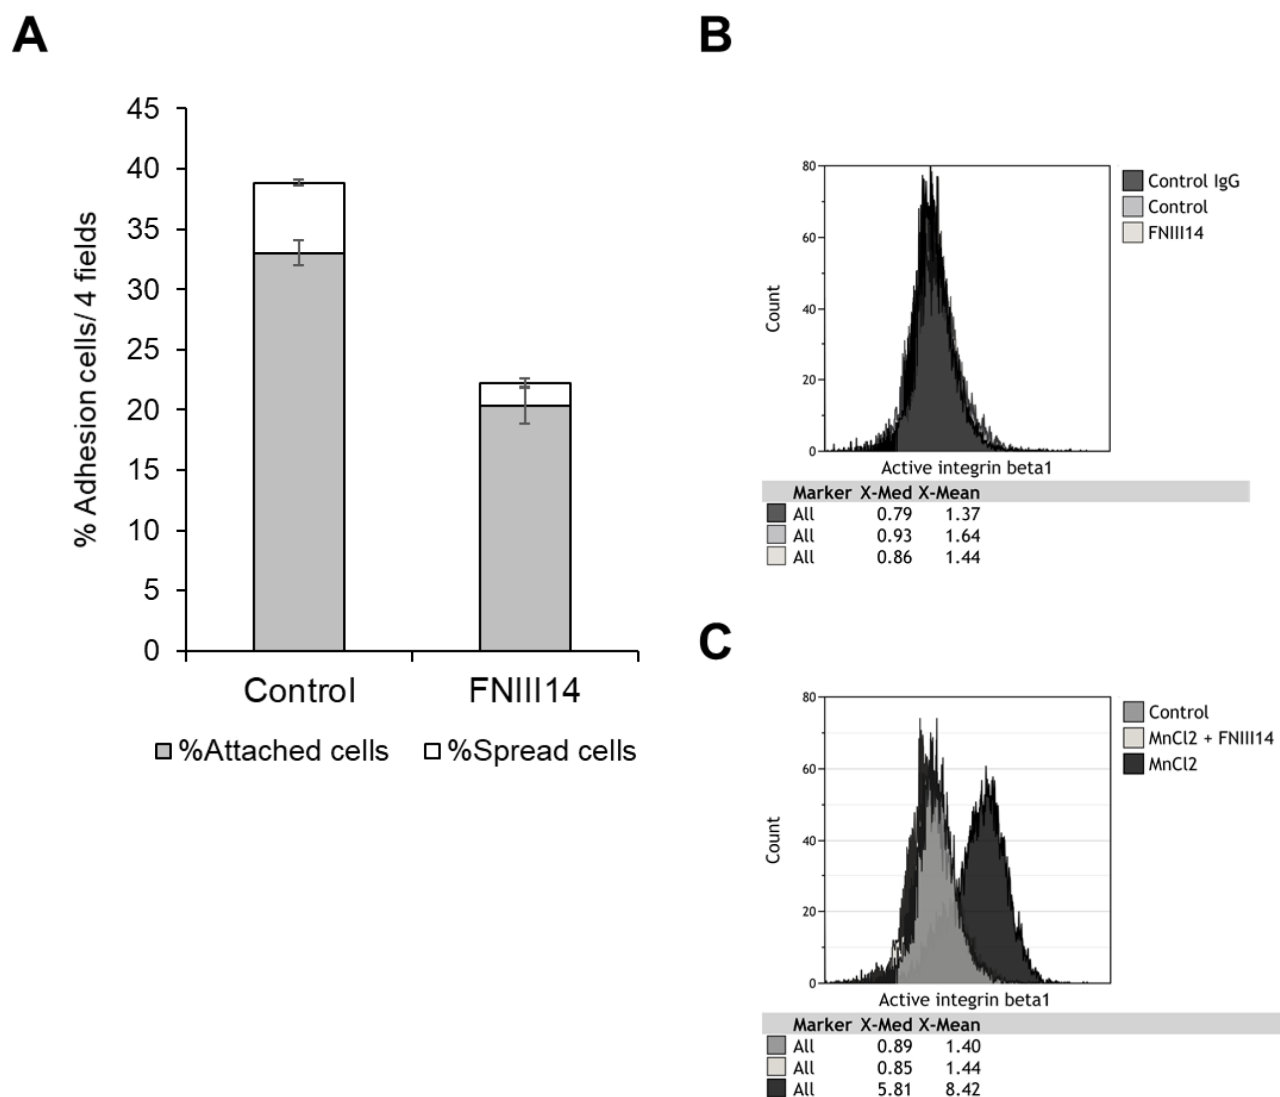 A
45
40
35
30
25
20
15
10
5
0
% Adhesion cells/ 4 fields
Control
FNIII14
%Attached cells
%Spread cells
B
80
60
40
20
0
Count
Active integrin beta1
Control IgG
Control
FNIII14
Marker X-Med X-Mean
All 0.79 1.37
All 0.93 1.64
All 0.86 1.44
C
80
60
40
20
0
Count
Active integrin beta1
Control
MnCl2 + FNIII14
MnCl2
Marker X-Med X-Mean
All 0.89 1.40
All 0.85 1.44
All 5.81 8.42